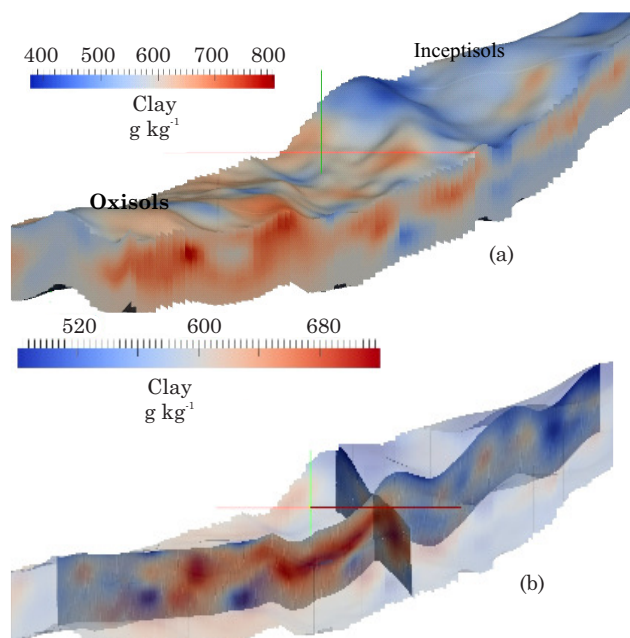 400 500 600 700 800
Clay
g kg-1
Inceptisols
Oxisols
(a)
520 600 680
Clay
g kg-1
(b)